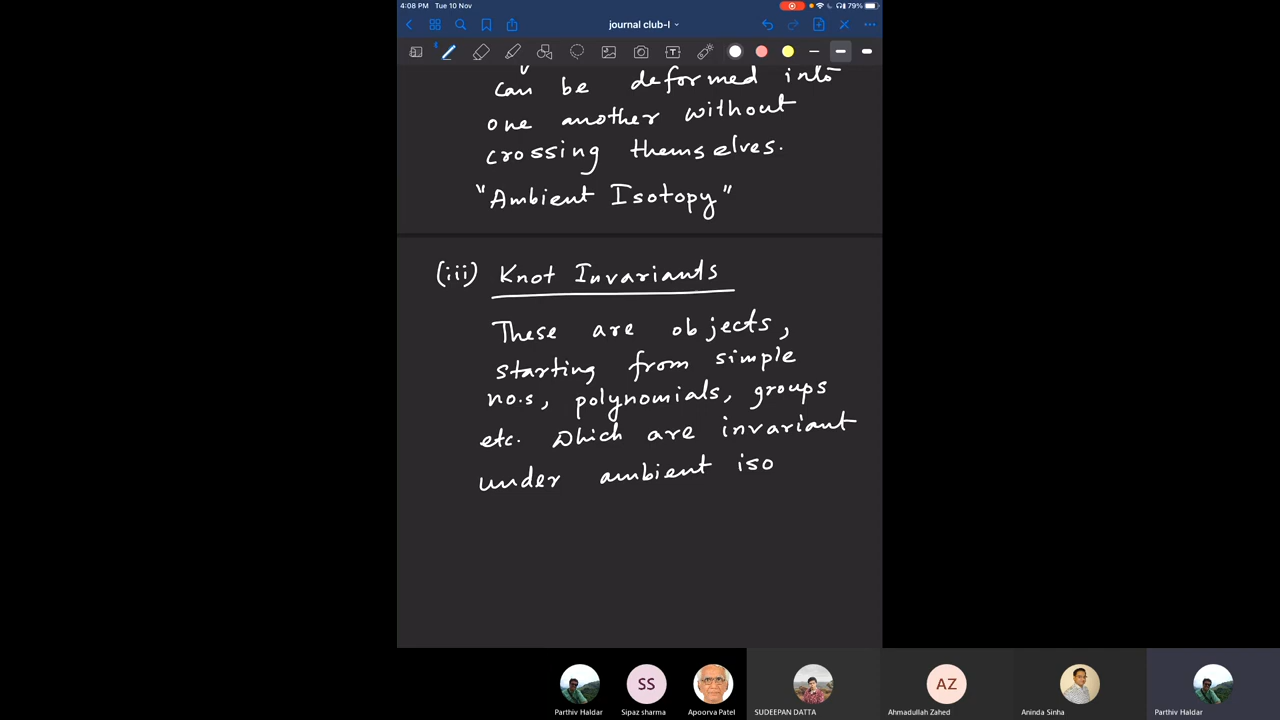 4:08 PM Tue 10 Nov
79%
journal club-I
can be deformed into
one another without
crossing themselves.
"Ambient Isotopy"
(iii) Knot Invariants
These are objects,
starting from simple
no.s, polynomials, groups
etc. which are invariant
under ambient iso
SS
AZ
Parthiv Haldar
Sipaz sharma
Apoorva Patel
SUDEEPAN DATTA
Ahmadullah Zahed
Aninda Sinha
Parthiv Haldar